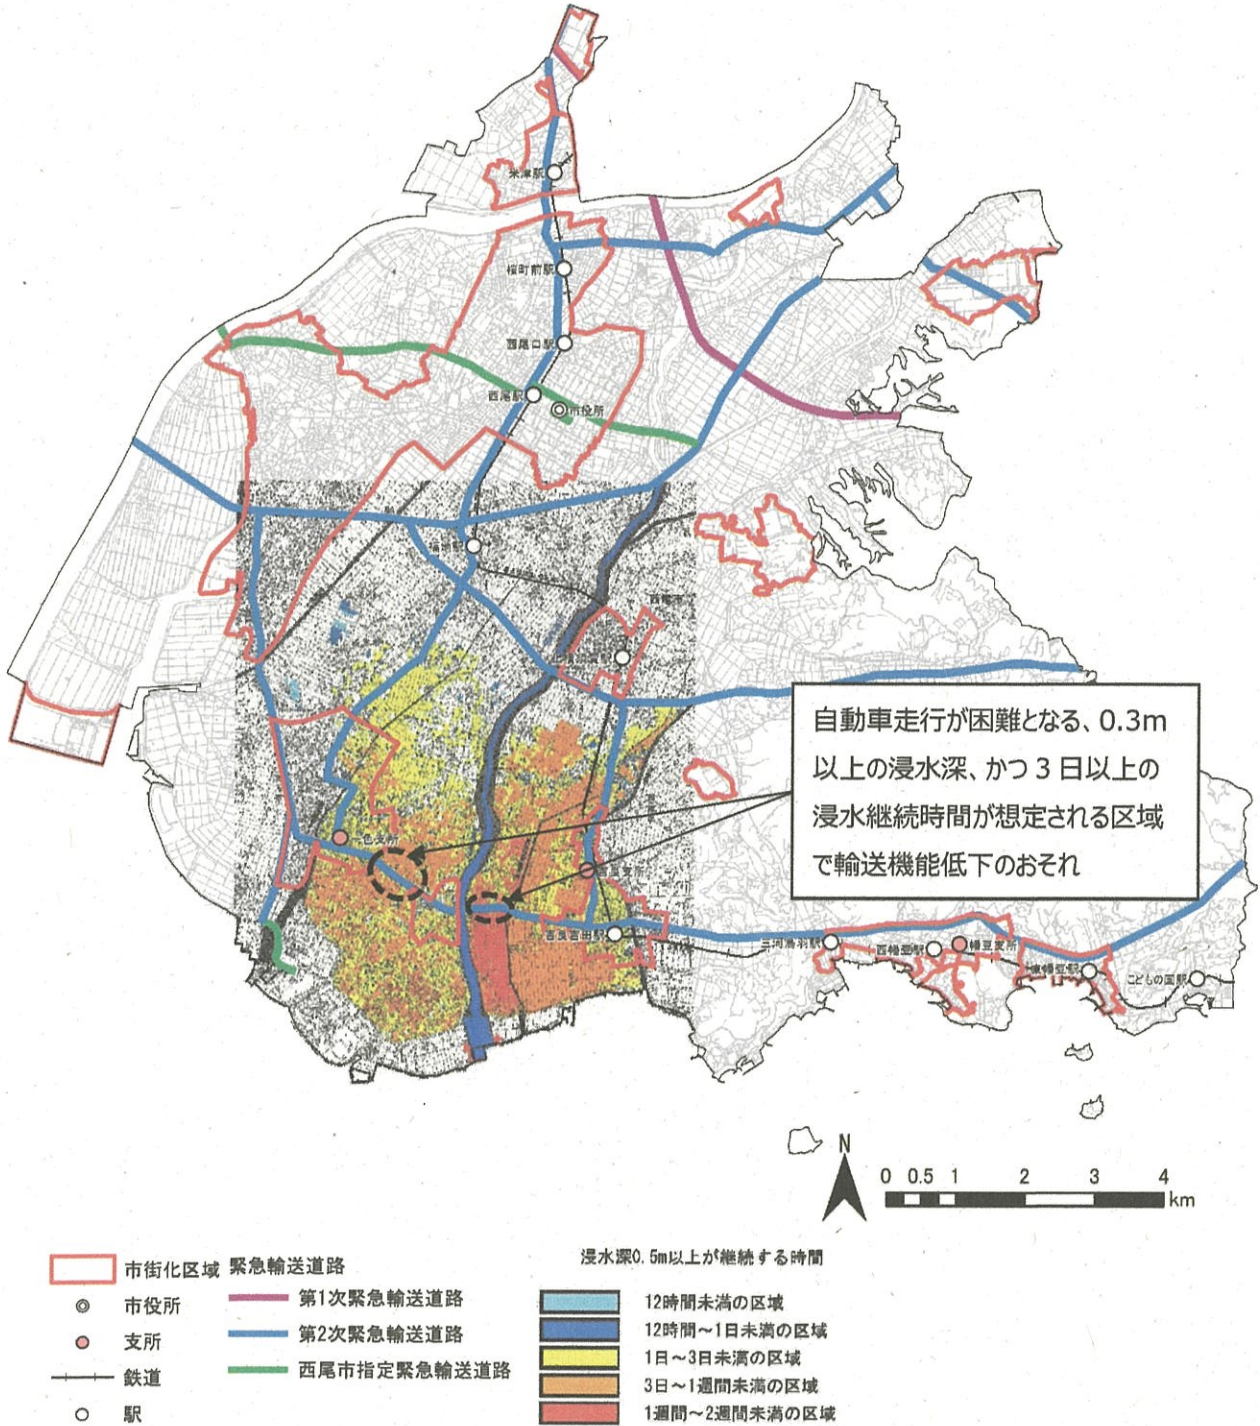 米津駅
桜町前駅
西尾口駅
西尾駅
市役所
福地駅
西尾市
自動車走行が困難となる、0.3m
以上の浸水深、かつ3日以上の
浸水継続時間が想定される区域
で輸送機能低下のおそれ
一色支所
吉良支所
吉良吉田駅
三河鳥羽駅
西幡豆駅
幡豆支所
東幡豆駅
こどもの国駅
N
0 0.5 1 2 3 4
km
市街化区域
市役所
支所
鉄道
駅
緊急輸送道路
第1次緊急輸送道路
第2次緊急輸送道路
西尾市指定緊急輸送道路
浸水深0.5m以上が継続する時間
12時間未満の区域
12時間～1日未満の区域
1日～3日未満の区域
3日～1週間未満の区域
1週間～2週間未満の区域